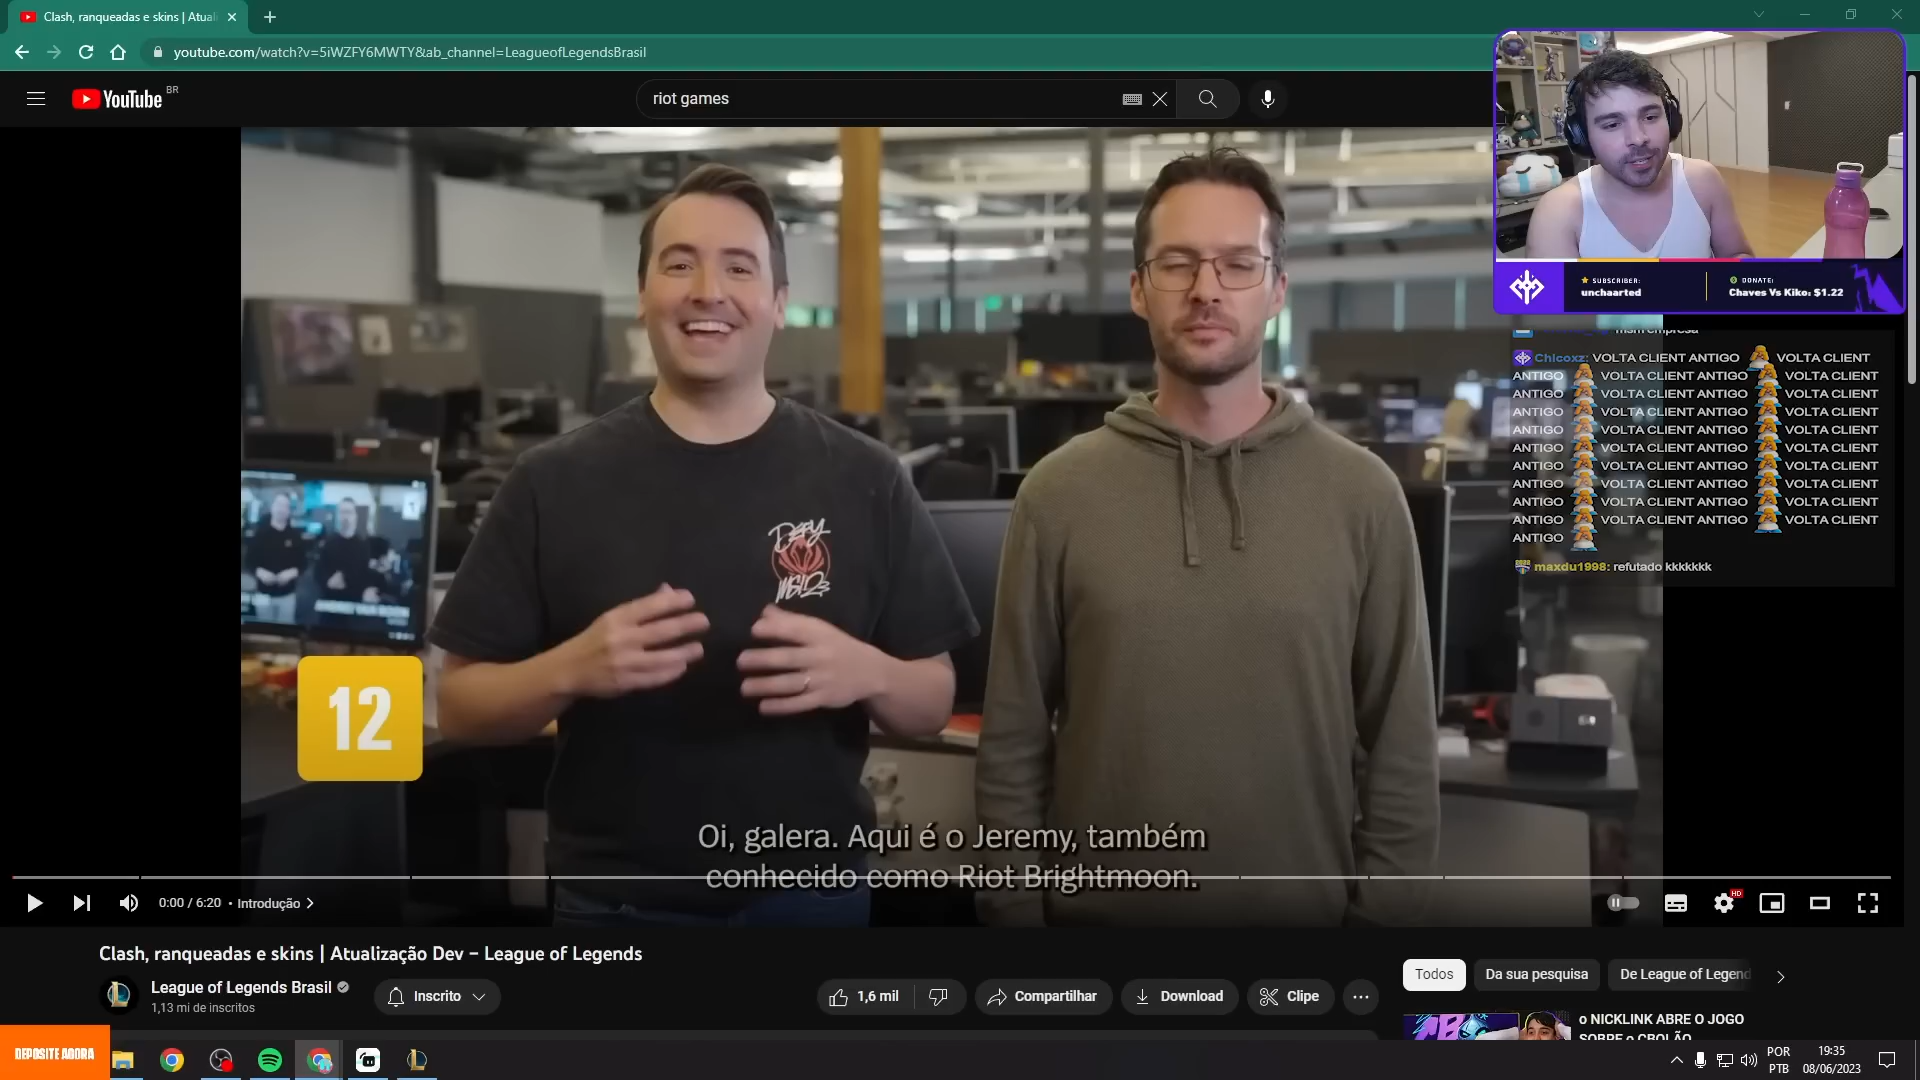 Clash, ranqueadas e skins | Atuali
youtube.com/watch?v=5iWZFY6MWTY&ab_channel=LeagueofLegendsBrasil
YouTube BR
riot games
SUBSCRIBER:
unchaarted
DONATE:
Chaves Vs Kiko: $1.22
msm empresa
Chicoxz: VOLTA CLIENT ANTIGO VOLTA CLIENT
ANTIGO VOLTA CLIENT ANTIGO VOLTA CLIENT
ANTIGO VOLTA CLIENT ANTIGO VOLTA CLIENT
ANTIGO VOLTA CLIENT ANTIGO VOLTA CLIENT
ANTIGO VOLTA CLIENT ANTIGO VOLTA CLIENT
ANTIGO VOLTA CLIENT ANTIGO VOLTA CLIENT
ANTIGO VOLTA CLIENT ANTIGO VOLTA CLIENT
ANTIGO VOLTA CLIENT ANTIGO VOLTA CLIENT
ANTIGO VOLTA CLIENT ANTIGO VOLTA CLIENT
ANTIGO VOLTA CLIENT ANTIGO VOLTA CLIENT
ANTIGO
maxdu1998: refutado kkkkkkk
DEFY
12
Oi, galera. Aqui é o Jeremy, também
conhecido como Riot Brightmoon.
0:00 / 6:20 • Introdução
HD
Clash, ranqueadas e skins | Atualização Dev – League of Legends
League of Legends Brasil
1,13 mi de inscritos
Inscrito
1,6 mil
Compartilhar
Download
Clipe
Todos
Da sua pesquisa
De League of Legend
o NICKLINK ABRE O JOGO
SOBRE o CBOLÃO
DEPOSITE AGORA
POR
PTB
19:35
08/06/2023